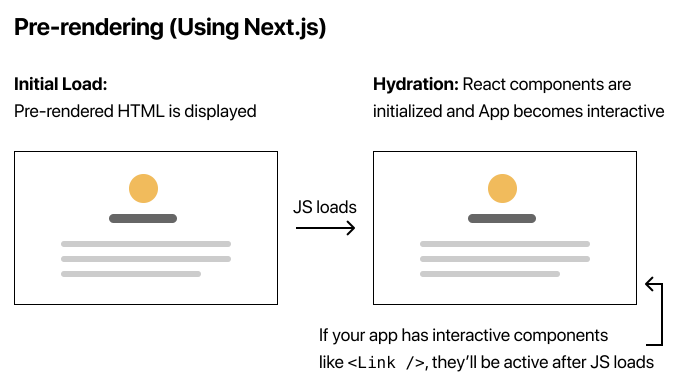 Pre-rendering (Using Next.js)
Initial Load:
Pre-rendered HTML is displayed
Hydration: React components are
initialized and App becomes interactive
JS loads
If your app has interactive components
like <Link />, they’ll be active after JS loads